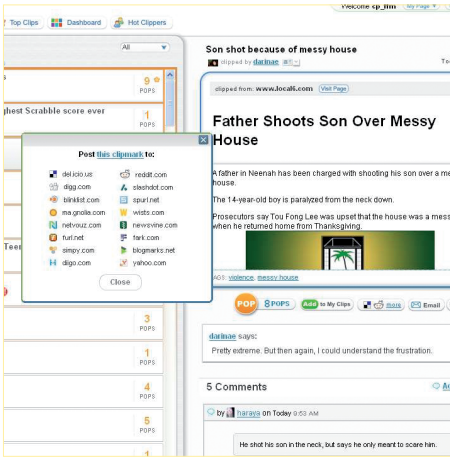 Welcome cp_ilm My Page
Top Clips Dashboard Hot Clippers
All
9
POPS
ghest Scrabble score ever
1
POPS
Post this clipmark to:
del.icio.us reddit.com
digg.com slashdot.com
blinklist.com spurl.net
ma.gnolia.com wists.com
netvouz.com newsvine.com
furl.net fark.com
simpy.com blogmarks.net
diigo.com yahoo.com
Close
Teen
3
POPS
1
POPS
4
POPS
5
POPS
1
Son shot because of messy house
clipped by darinae
To
clipped from: www.local6.com Visit Page
Father Shoots Son Over Messy
House
A father in Neenah has been charged with shooting his son over a me
house.
The 14-year-old boy is paralyzed from the neck down.
Prosecutors say Tou Fong Lee was upset that the house was a mess
when he returned home from Thanksgiving.
AGS: violence, messy house
POP 8 POPS Add to My Clips more Email
darinae says:
Pretty extreme. But then again, I could understand the frustration.
5 Comments
by haraya on Today 9:53 AM
He shot his son in the neck, but says he only meant to scare him.